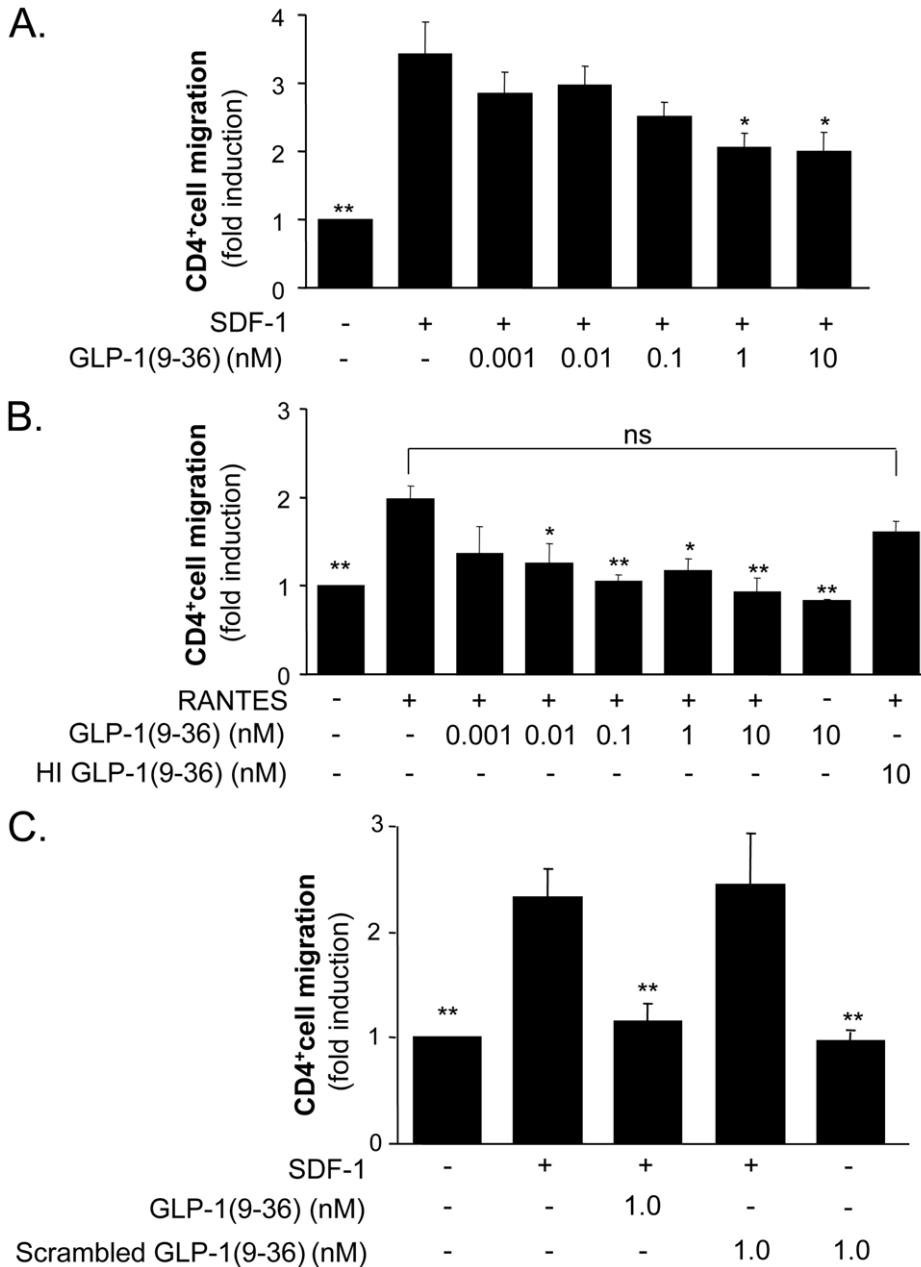 A.
CD4⁺cell migration
(fold induction)
4
3
2
1
0
**
*
*
SDF-1 - + + + + + +
GLP-1(9-36) (nM) - - 0.001 0.01 0.1 1 10
B.
CD4⁺cell migration
(fold induction)
3
2
1
0
ns
**
*
**
*
**
**
RANTES - + + + + + + - +
GLP-1(9-36) (nM) - - 0.001 0.01 0.1 1 10 10 -
HI GLP-1(9-36) (nM) - - - - - - - - 10
C.
CD4⁺cell migration
(fold induction)
3
2
1
0
**
**
**
SDF-1 - + + + -
GLP-1(9-36) (nM) - - 1.0 - -
Scrambled GLP-1(9-36) (nM) - - - 1.0 1.0